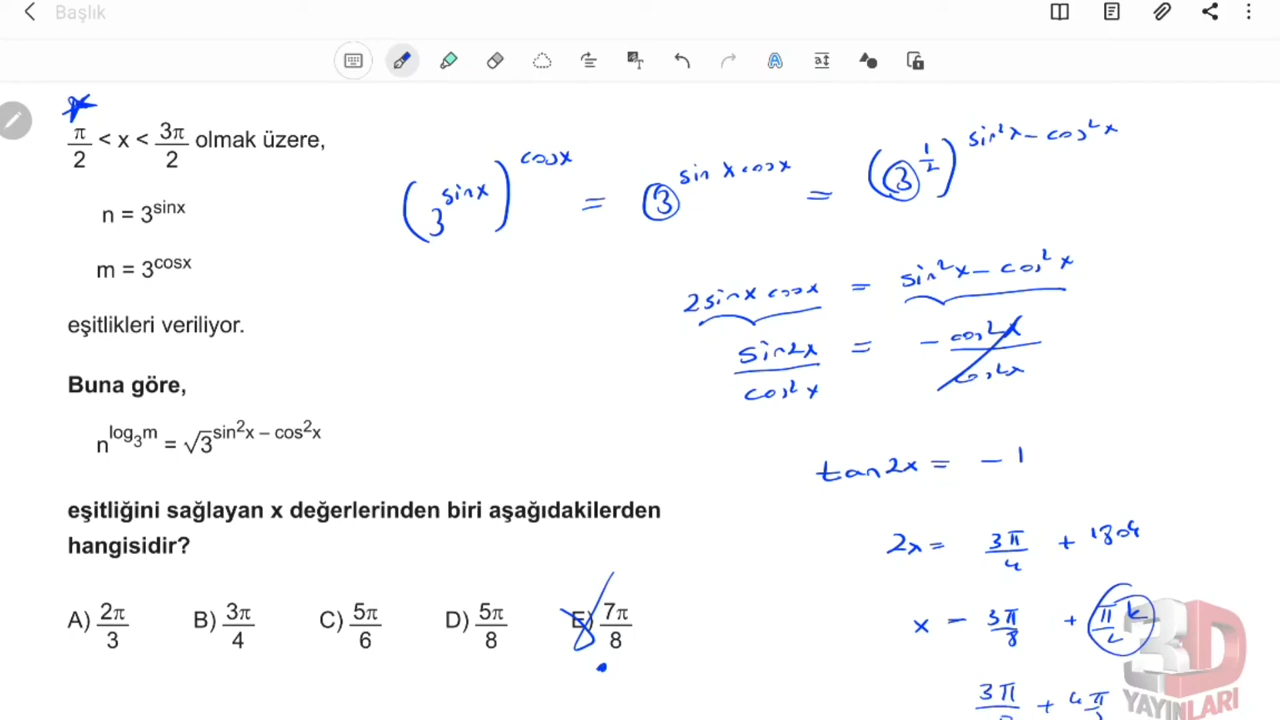 Başlık
π/2 < x < 3π/2 olmak üzere,
n = 3^sinx
m = 3^cosx
eşitlikleri veriliyor.
Buna göre,
n^log₃m = √3^sin²x – cos²x
eşitliğini sağlayan x değerlerinden biri aşağıdakilerden
hangisidir?
A) 2π/3 B) 3π/4 C) 5π/6 D) 5π/8 E) 7π/8
(3^sinx)^cosx = 3^sinx cosx = (3^1/2)^sin²x – cos²x
2sinx cosx = sin²x – cos²x
sin2x/cos2x = – cos2x/cos2x
tan2x = – 1
2x = 3π/4 +
x = 3π/8 + π/2 k
3π/8 + 4π/
3D
YAYINLARI